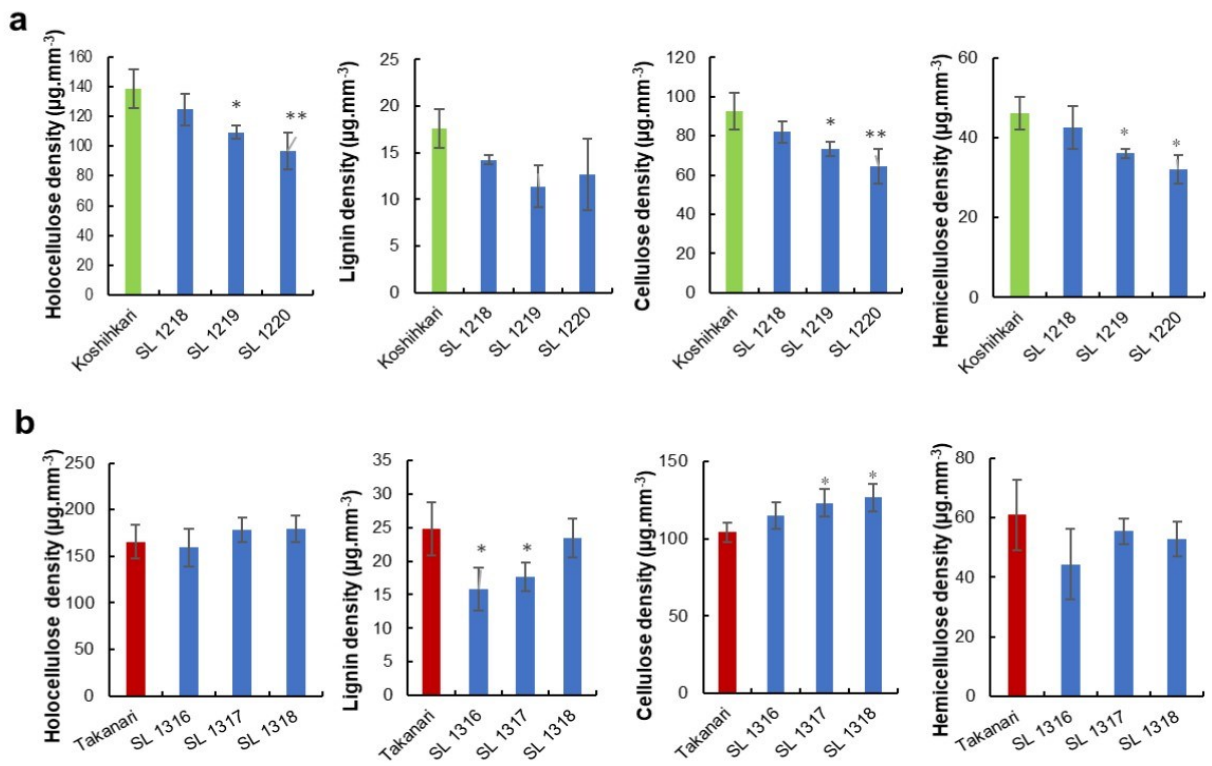 a
Holocellulose density (µg.mm-3)
160
140
120
100
80
60
40
20
0
*
**
Koshihkari
SL 1218
SL 1219
SL 1220
Lignin density (µg.mm-3)
25
20
15
10
5
0
Koshihkari
SL 1218
SL 1219
SL 1220
Cellulose density (µg.mm-3)
120
100
80
60
40
20
0
*
**
Koshihkari
SL 1218
SL 1219
SL 1220
Hemicellulose density (µg.mm-3)
60
40
20
0
*
*
Koshihkari
SL 1218
SL 1219
SL 1220
b
Holocellulose density (µg.mm-3)
250
200
150
100
50
0
Takanari
SL 1316
SL 1317
SL 1318
Lignin density (µg.mm-3)
35
30
25
20
15
10
5
0
*
*
Takanari
SL 1316
SL 1317
SL 1318
Cellulose density (µg.mm-3)
150
100
50
0
*
*
Takanari
SL 1316
SL 1317
SL 1318
Hemicellulose density (µg.mm-3)
80
60
40
20
0
Takanari
SL 1316
SL 1317
SL 1318